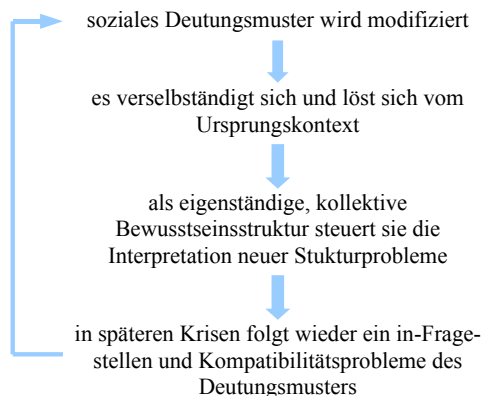 soziales Deutungsmuster wird modifiziert
es verselbständigt sich und löst sich vom
Ursprungskontext
als eigenständige, kollektive
Bewusstseinsstruktur steuert sie die
Interpretation neuer Stukturprobleme
in späteren Krisen folgt wieder ein in-Frage-
stellen und Kompatibilitätsprobleme des
Deutungsmusters